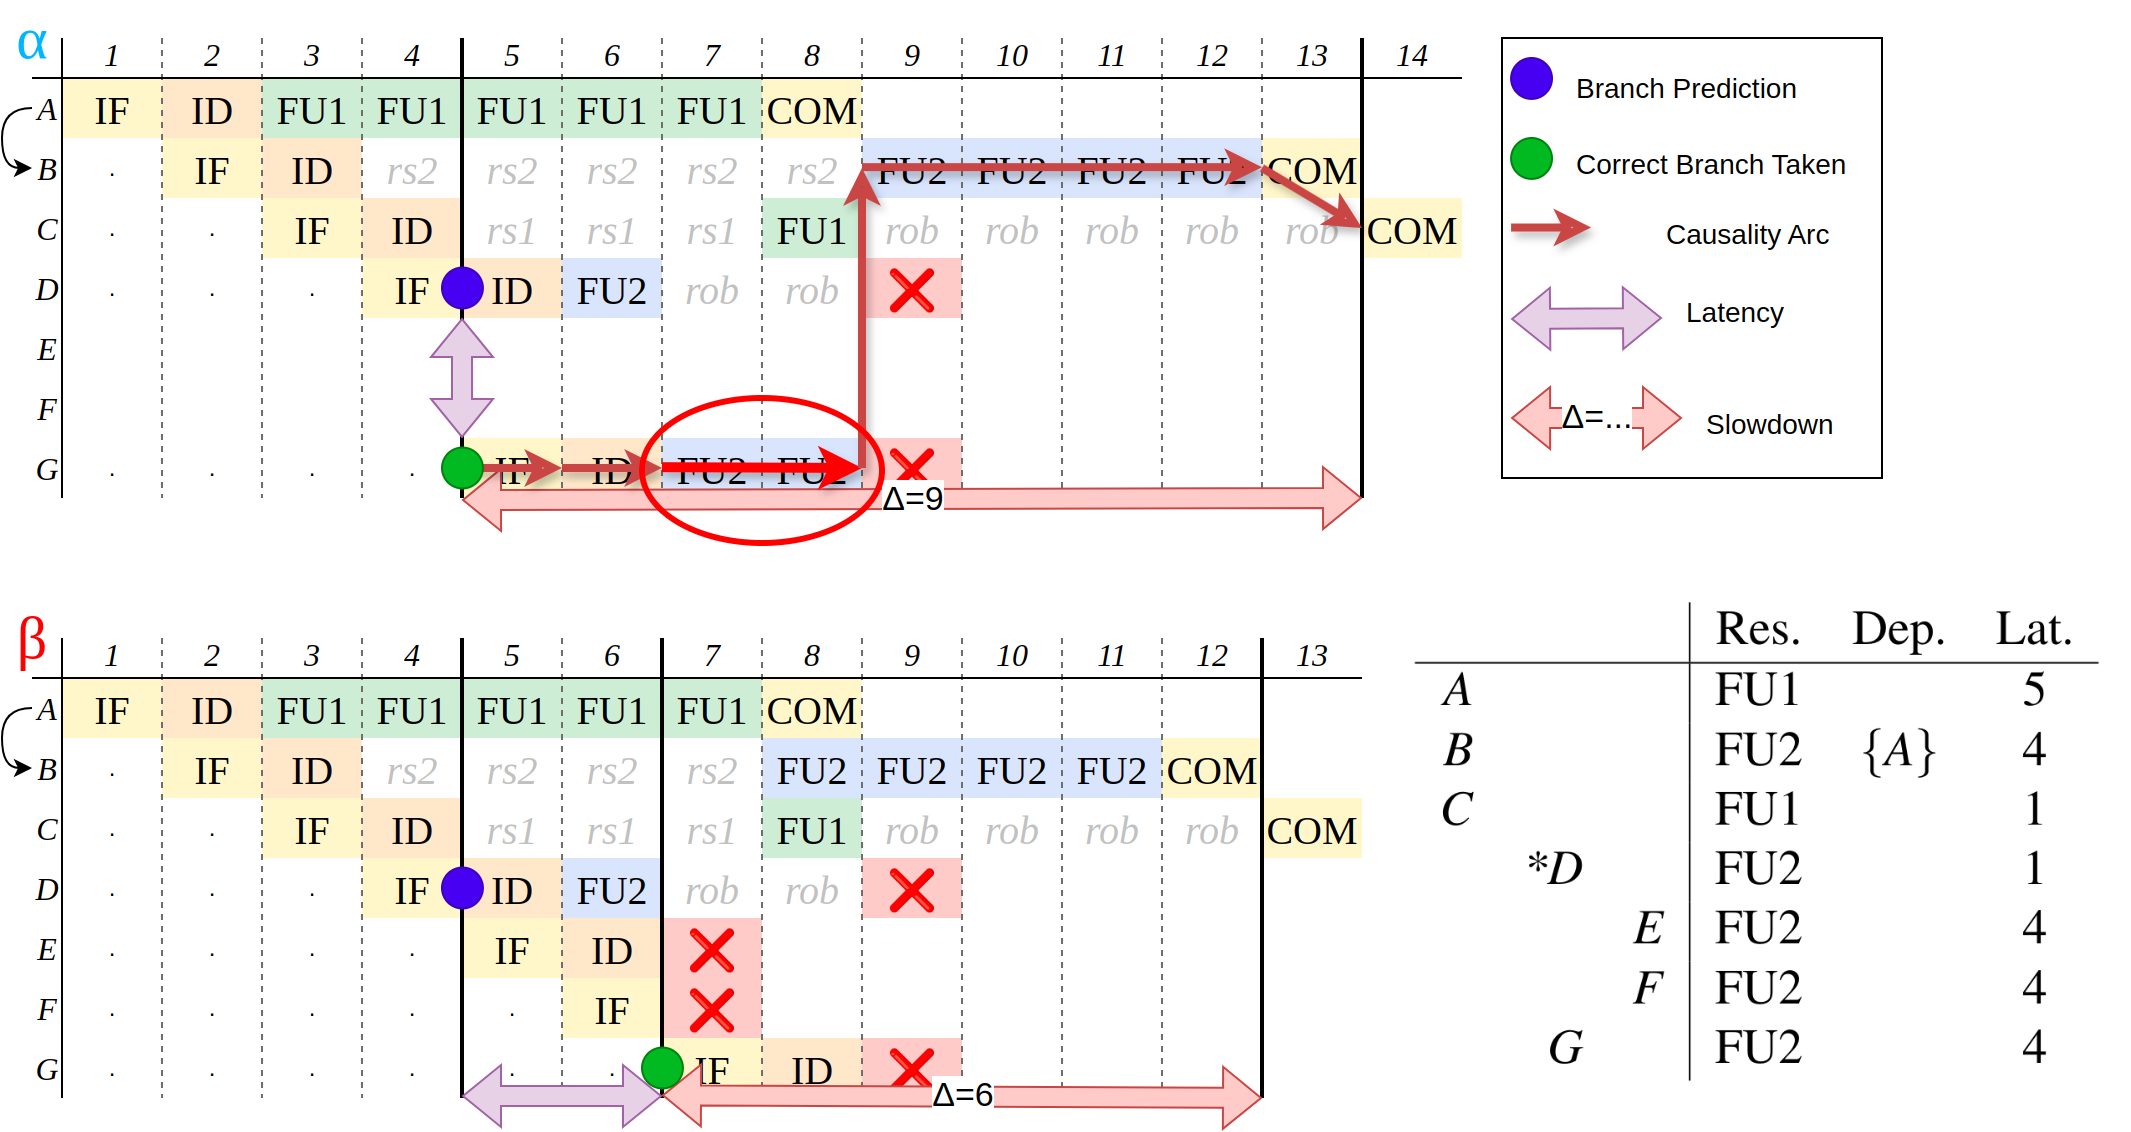 α 1 2 3 4 5 6 7 8 9 10 11 12 13 14
A IF ID FU1 FU1 FU1 FU1 FU1 COM
B . IF ID rs2 rs2 rs2 rs2 rs2 FU2 FU2 FU2 FU2 COM
C . . IF ID rs1 rs1 rs1 FU1 rob rob rob rob rob COM
D . . . IF ID FU2 rob rob
E
F
G . . . . IF ID FU2 FU2
Δ=9
Branch Prediction
Correct Branch Taken
Causality Arc
Latency
Δ=... Slowdown
β 1 2 3 4 5 6 7 8 9 10 11 12 13
A IF ID FU1 FU1 FU1 FU1 FU1 COM
B . IF ID rs2 rs2 rs2 rs2 FU2 FU2 FU2 FU2 COM
C . . IF ID rs1 rs1 rs1 FU1 rob rob rob rob COM
D . . . IF ID FU2 rob rob
E . . . . IF ID
F . . . . . IF
G . . . . . . IF ID
Δ=6
Res. Dep. Lat.
A FU1 5
B FU2 {A} 4
C FU1 1
*D FU2 1
E FU2 4
F FU2 4
G FU2 4